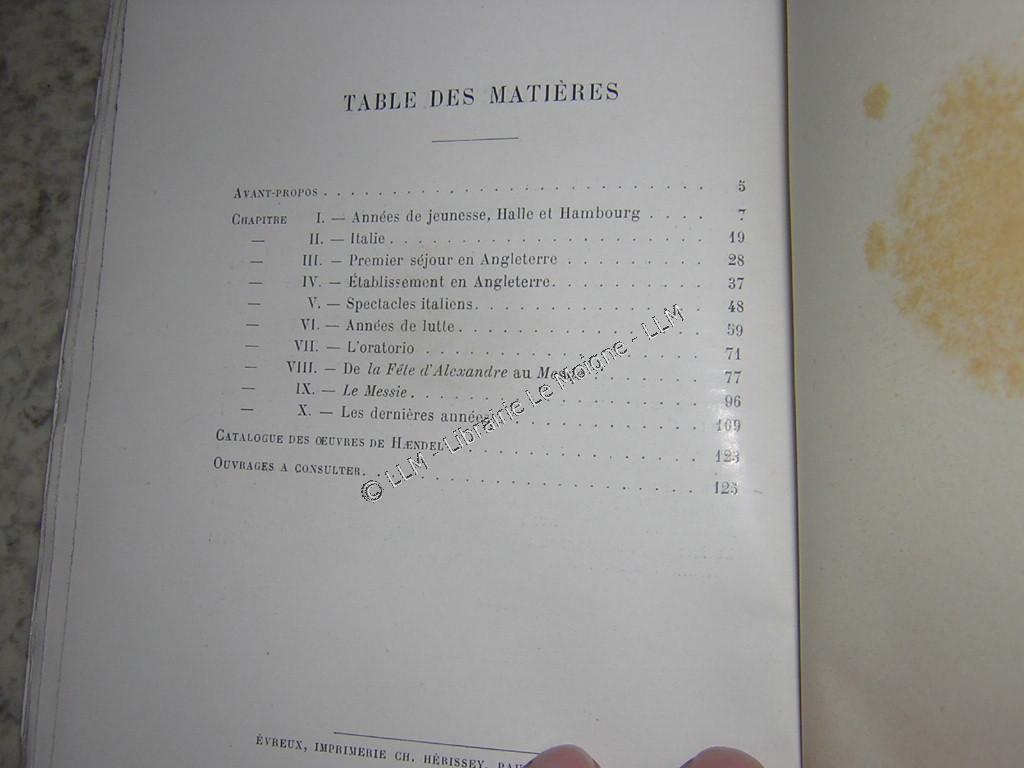 TABLE DES MATIÈRES
AVANT-PROPOS . . . . . . . . . . . . . . . . . . . . . . . . . . . 5
CHAPITRE I. — Années de jeunesse, Halle et Hambourg . . . . 7
— II. — Italie . . . . . . . . . . . . . . . . . . . . . . 19
— III. — Premier séjour en Angleterre . . . . . . . . . . 28
— IV. — Établissement en Angleterre . . . . . . . . . . . 37
— V. — Spectacles italiens . . . . . . . . . . . . . . . . 48
— VI. — Années de lutte . . . . . . . . . . . . . . . . . 59
— VII. — L'oratorio . . . . . . . . . . . . . . . . . . . 71
— VIII. — De la Fête d'Alexandre au . . . . . . . . 77
— IX. — Le Messie . . . . . . . . . . . . . . . . . . . . 96
— X. — Les dernières années . . . . . . . . . . . . . . . 109
CATALOGUE DES ŒUVRES DE HÆNDEL . . . . . . . . . . . . . . . . 123
OUVRAGES A CONSULTER . . . . . . . . . . . . . . . . . . . . . 125
© LLM - Librairie Le Moigne - LLM
ÉVREUX, IMPRIMERIE CH. HÉRISSEY,